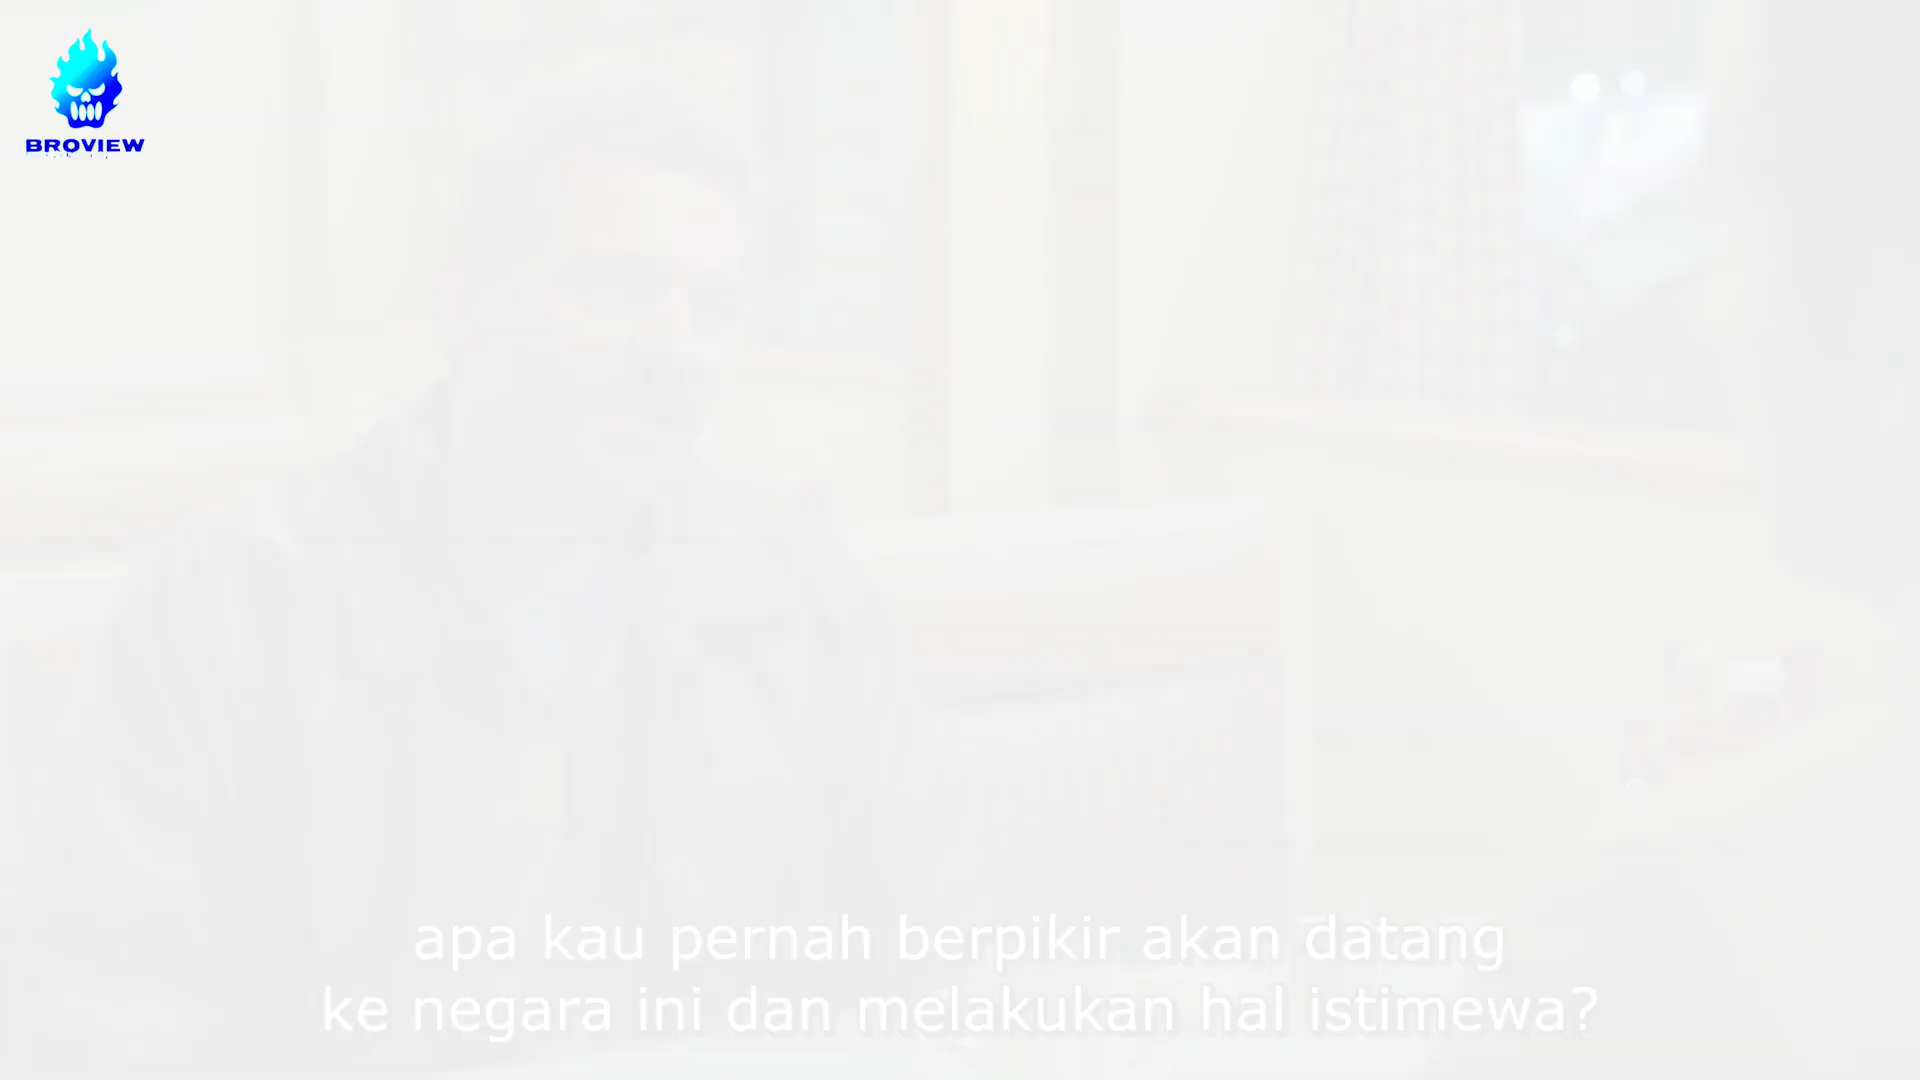 BROVIEW
apa kau pernah berpikir akan datang
ke negara ini dan melakukan hal istimewa?